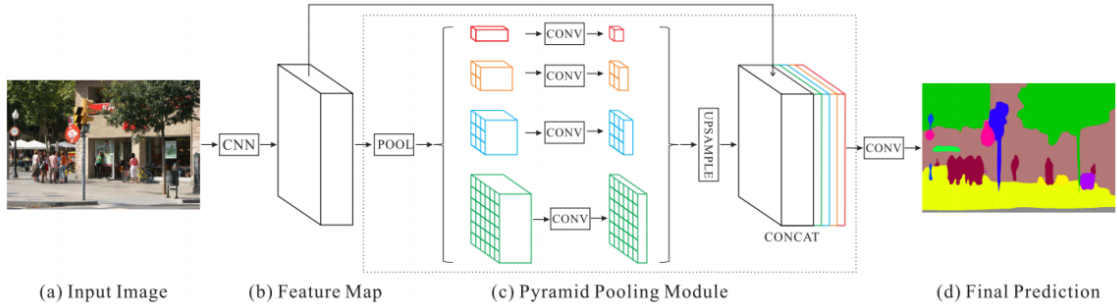 CNN
POOL
CONV
CONV
CONV
CONV
UPSAMPLE
CONCAT
CONV
(a) Input Image
(b) Feature Map
(c) Pyramid Pooling Module
(d) Final Prediction